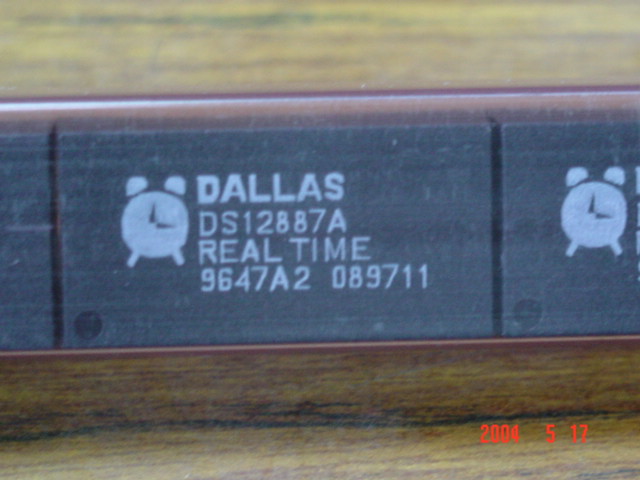 DALLAS
DS12887A
REAL TIME
9647A2 089711
2004 5 17